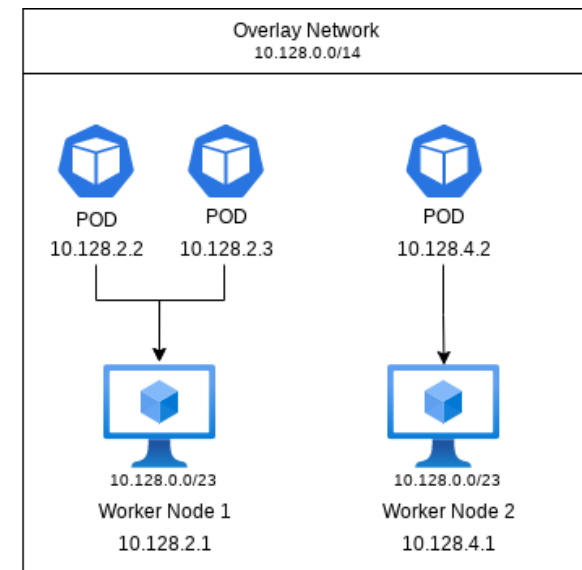 Overlay Network
10.128.0.0/14
POD
10.128.2.2
POD
10.128.2.3
POD
10.128.4.2
10.128.0.0/23
Worker Node 1
10.128.2.1
10.128.0.0/23
Worker Node 2
10.128.4.1